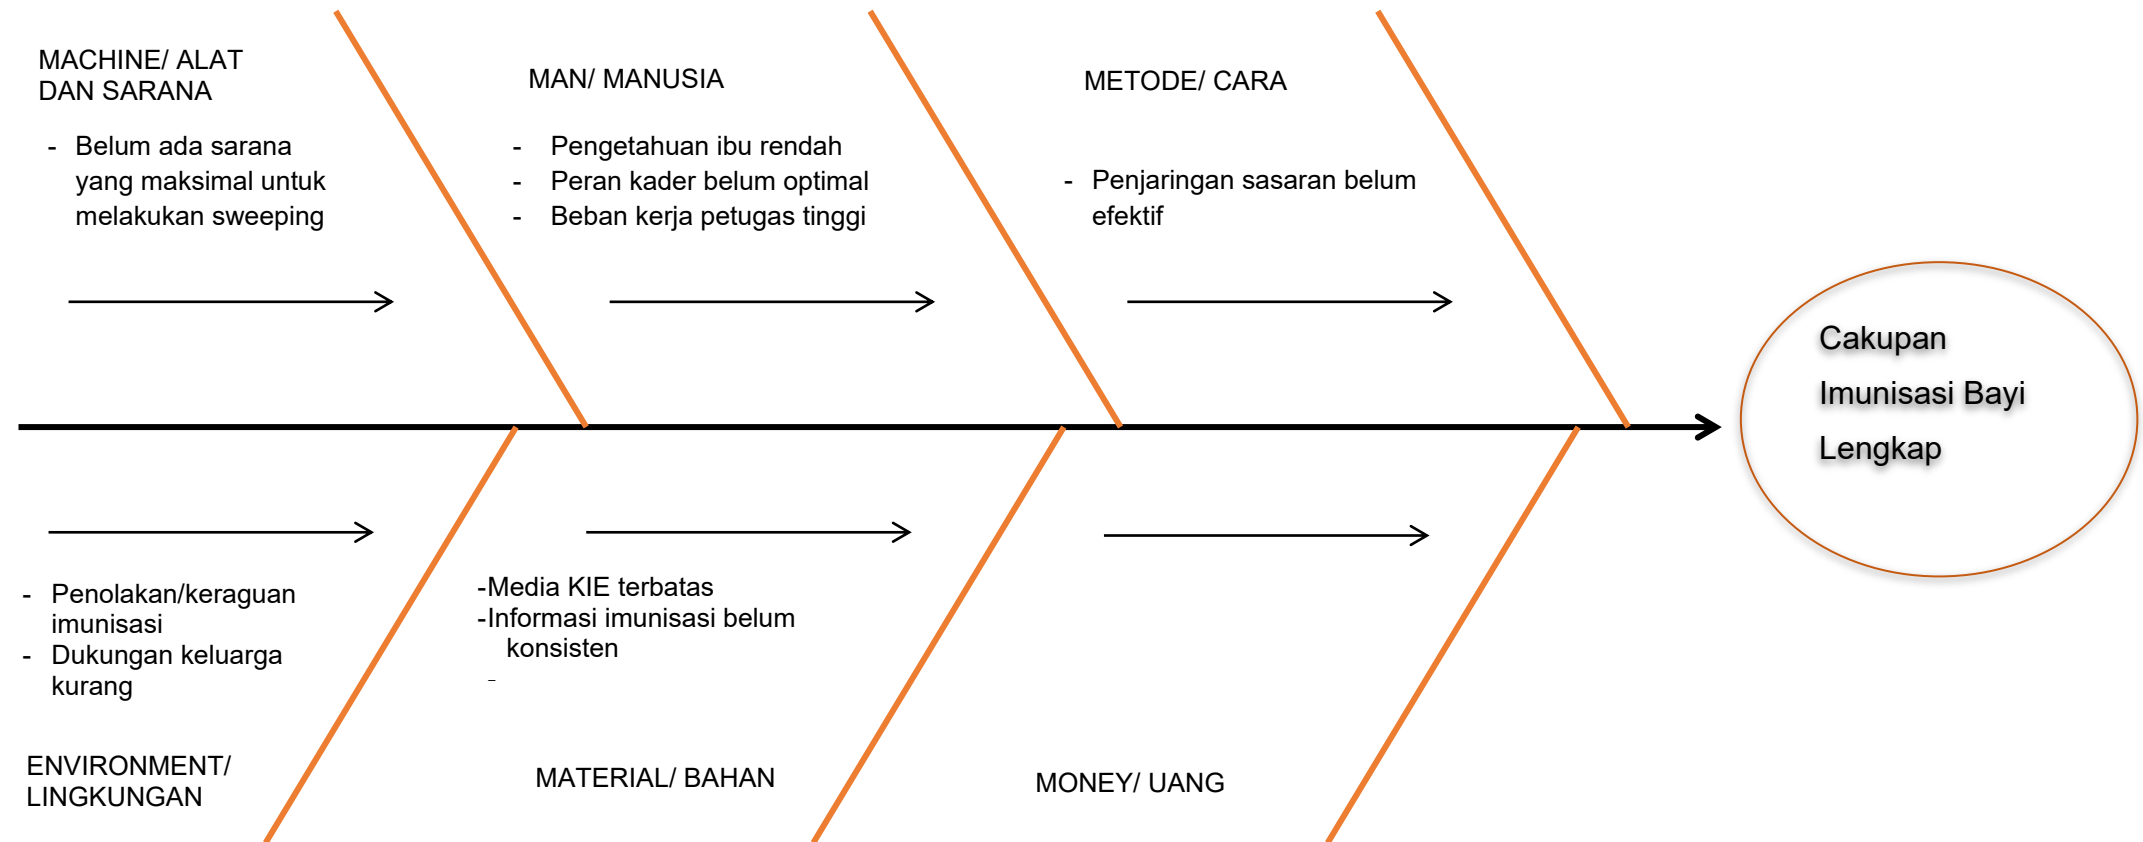 MACHINE/ ALAT
DAN SARANA
- Belum ada sarana
yang maksimal untuk
melakukan sweeping
MAN/ MANUSIA
- Pengetahuan ibu rendah
- Peran kader belum optimal
- Beban kerja petugas tinggi
METODE/ CARA
- Penjaringan sasaran belum
efektif
Cakupan
Imunisasi Bayi
Lengkap
- Penolakan/keraguan
imunisasi
- Dukungan keluarga
kurang
ENVIRONMENT/
LINGKUNGAN
-Media KIE terbatas
-Informasi imunisasi belum
konsisten
-
MATERIAL/ BAHAN
MONEY/ UANG